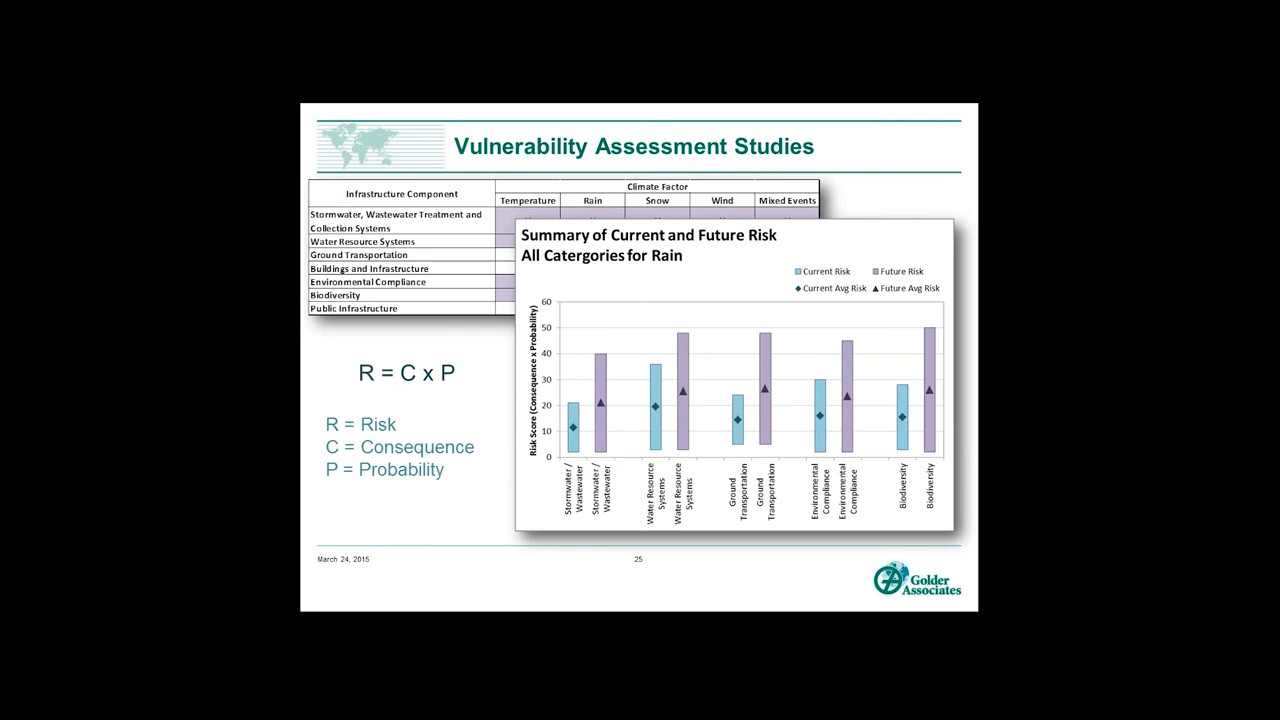 Vulnerability Assessment Studies
Infrastructure Component
Climate Factor
Temperature Rain Snow Wind Mixed Events
Stormwater, Wastewater Treatment and
Collection Systems
Water Resource Systems
Ground Transportation
Buildings and Infrastructure
Environmental Compliance
Biodiversity
Public Infrastructure
R = C x P
R = Risk
C = Consequence
P = Probability
Summary of Current and Future Risk
All Catergories for Rain
Current Risk Future Risk
Current Avg Risk Future Avg Risk
Risk Score (Consequence x Probability)
60
50
40
30
20
10
0
Stormwater /
Wastewater
Stormwater /
Wastewater
Water Resource
Systems
Water Resource
Systems
Ground
Transportation
Ground
Transportation
Environmental
Compliance
Environmental
Compliance
Biodiversity
Biodiversity
March 24, 2015
25
Golder
Associates